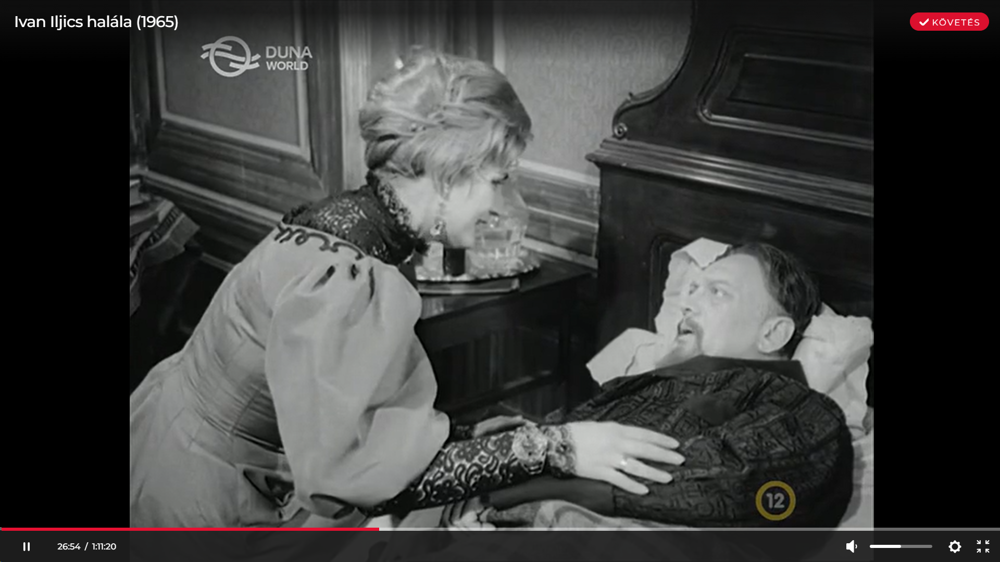 Ivan Iljics halála (1965)
KÖVETÉS
DUNA
WORLD
12
26:54 / 1:11:20